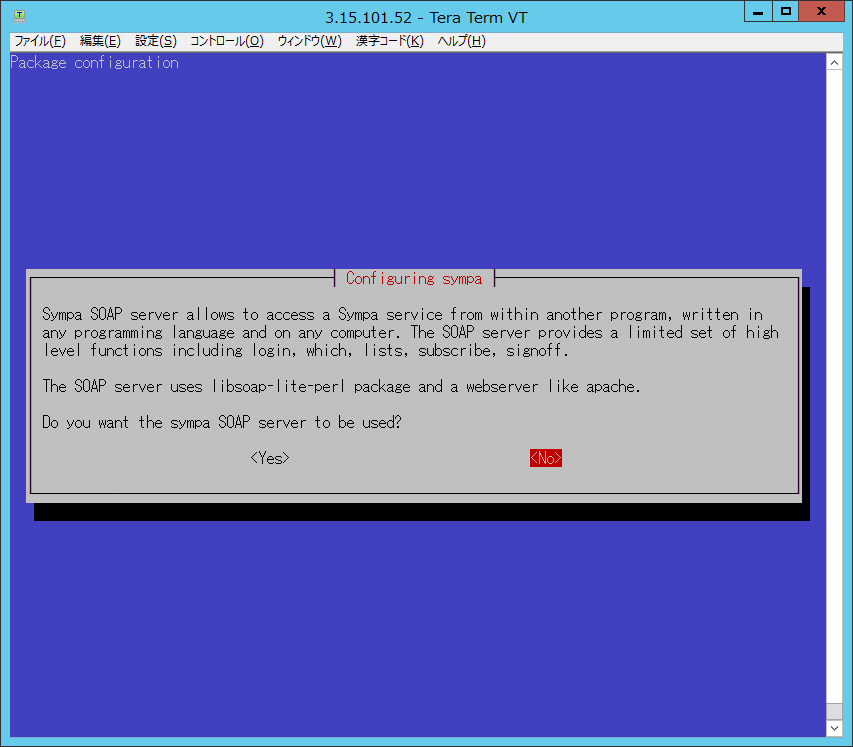 3.15.101.52 - Tera Term VT
ファイル(F) 編集(E) 設定(S) コントロール(O) ウィンドウ(W) 漢字コード(K) ヘルプ(H)
Package configuration
Configuring sympa
Sympa SOAP server allows to access a Sympa service from within another program, written in
any programming language and on any computer. The SOAP server provides a limited set of high
level functions including login, which, lists, subscribe, signoff.
The SOAP server uses libsoap-lite-perl package and a webserver like apache.
Do you want the sympa SOAP server to be used?
<Yes> <No>